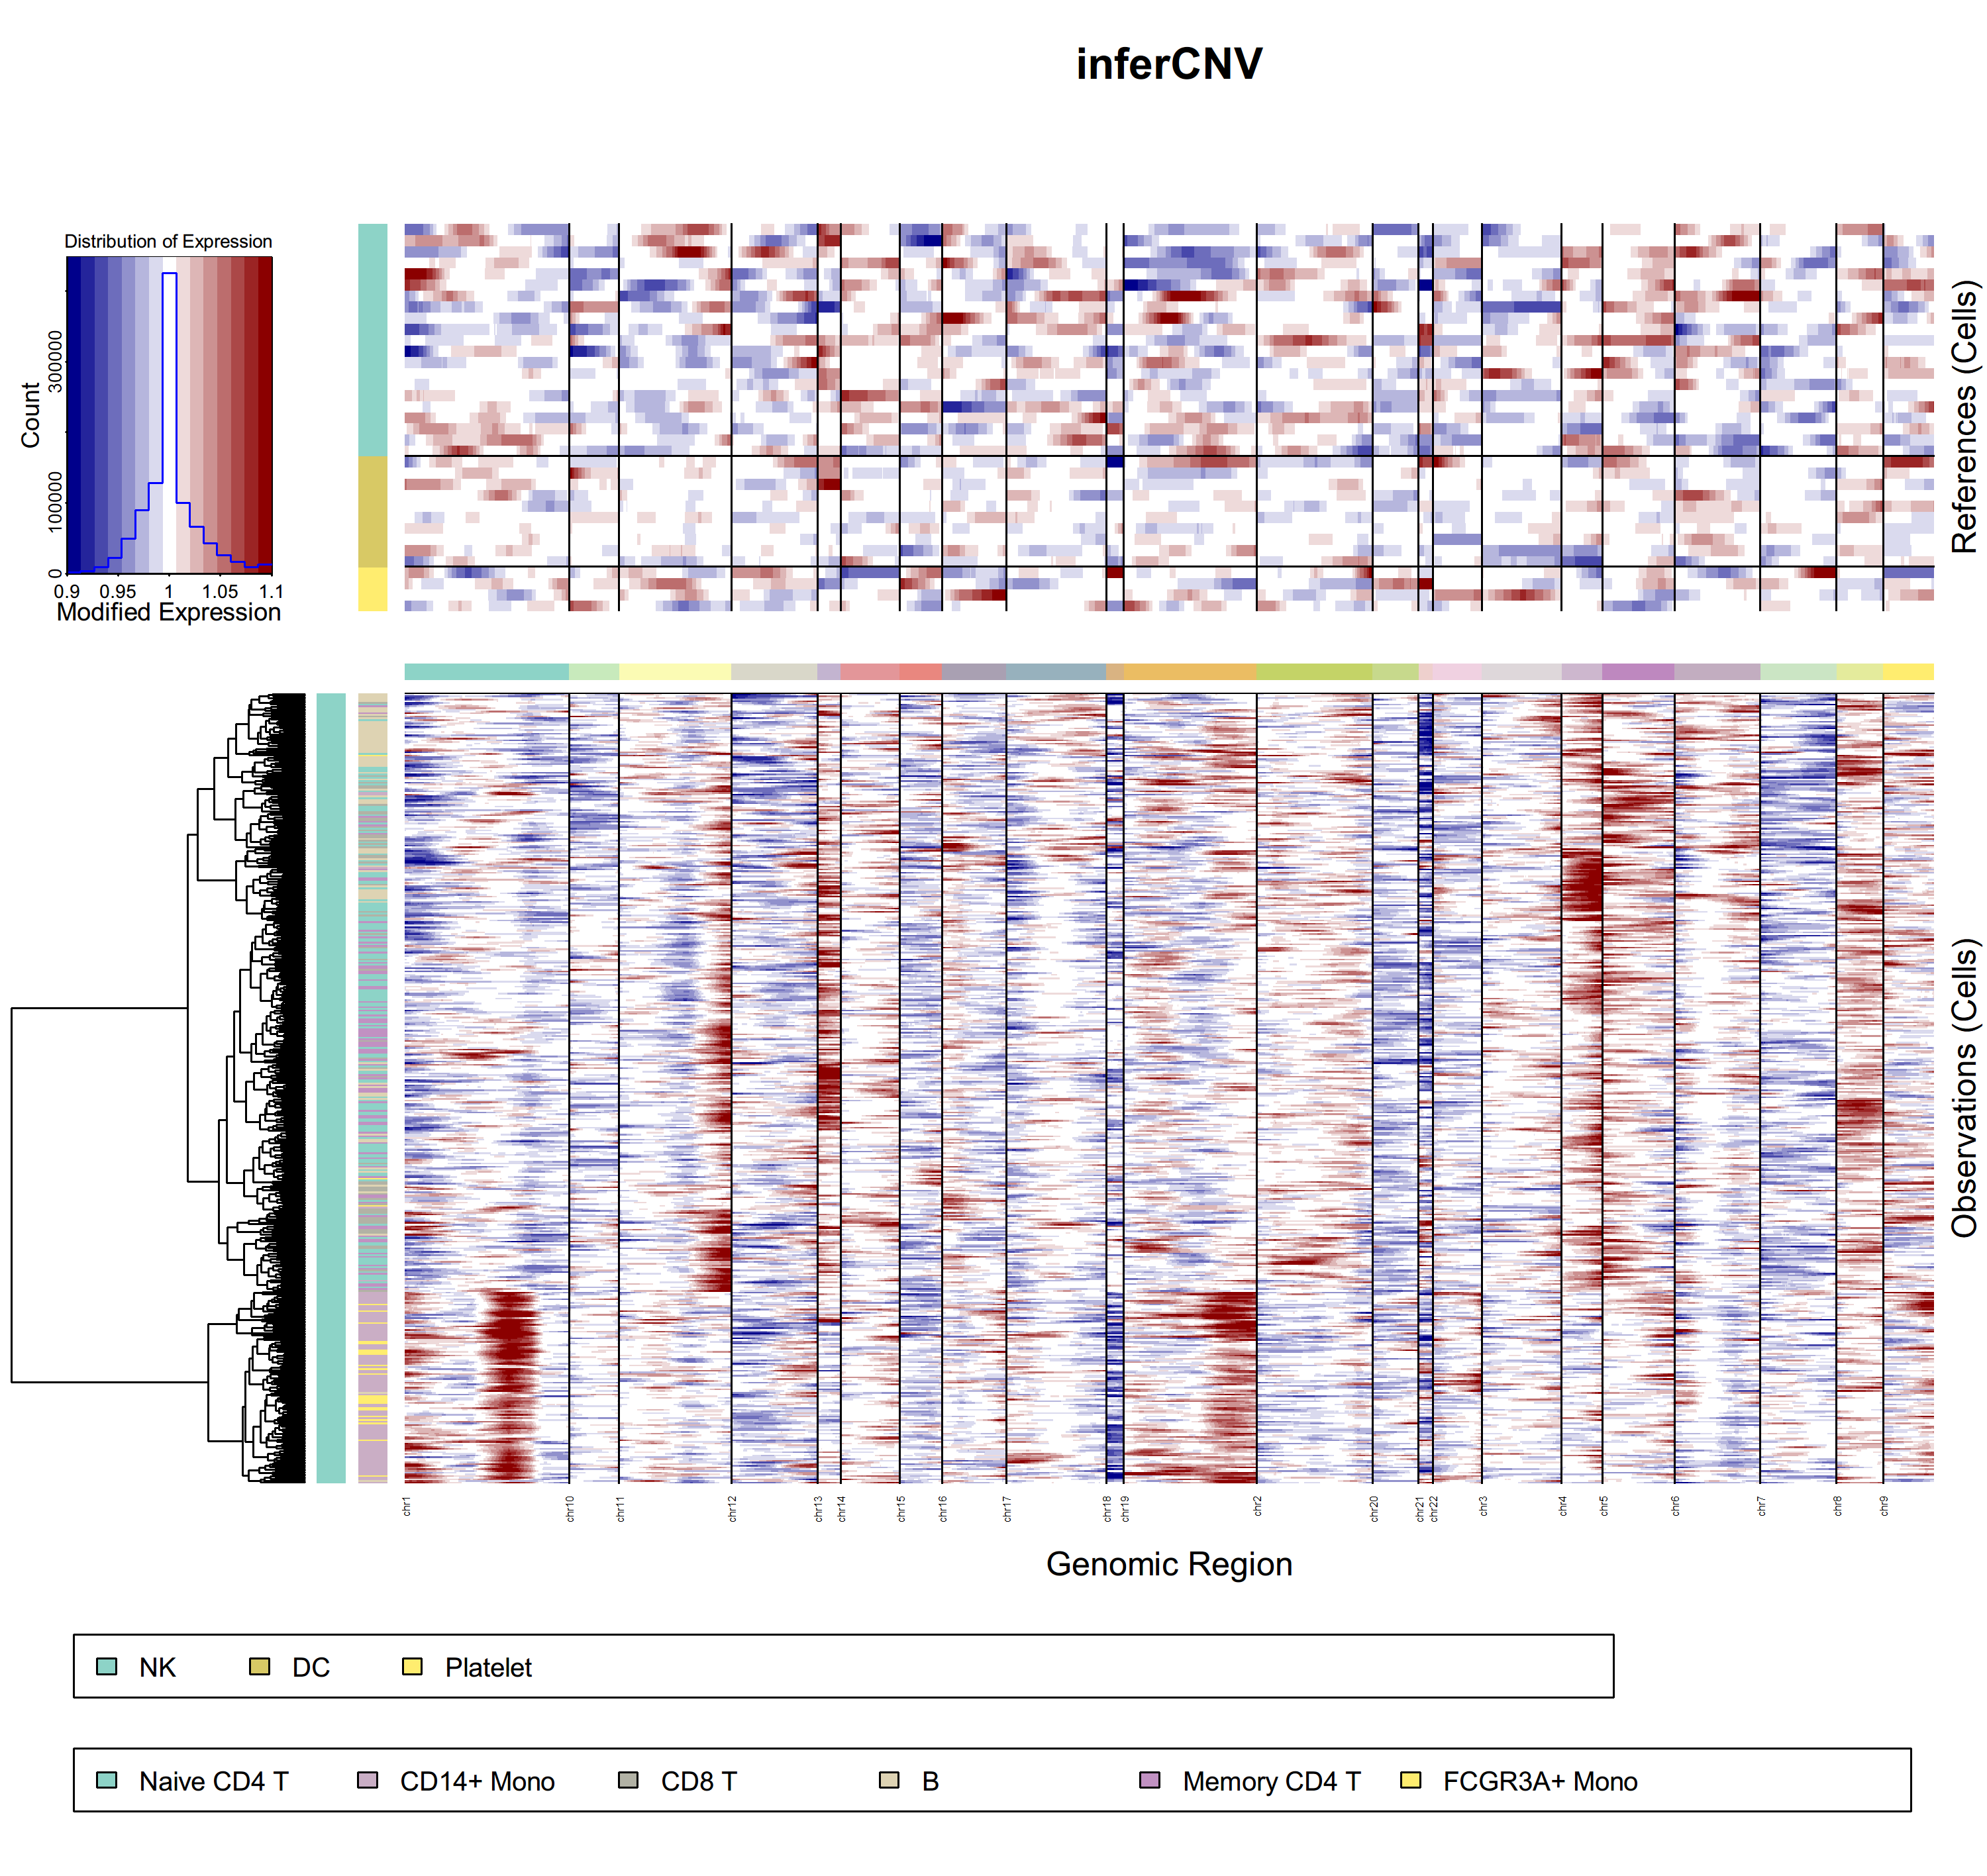 inferCNV
Distribution of Expression
Count
0 100000 300000
0.9 0.95 1 1.05 1.1
Modified Expression
References (Cells)
Observations (Cells)
chr1 chr10 chr11 chr12 chr13 chr14 chr15 chr16 chr17 chr18 chr19 chr2 chr20 chr21 chr22 chr3 chr4 chr5 chr6 chr7 chr8 chr9
Genomic Region
NK DC Platelet
Naive CD4 T CD14+ Mono CD8 T B Memory CD4 T FCGR3A+ Mono